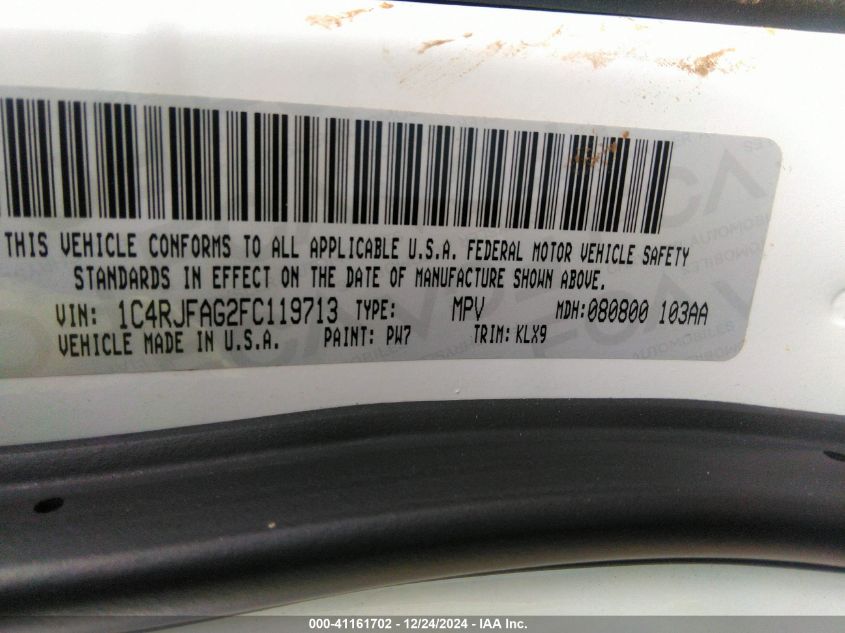 THIS VEHICLE CONFORMS TO ALL APPLICABLE U.S.A. FEDERAL MOTOR VEHICLE SAFETY
STANDARDS IN EFFECT ON THE DATE OF MANUFACTURE SHOWN ABOVE.
VIN: 1C4RJFAG2FC119713 TYPE: MPV MDH:080800 103AA
VEHICLE MADE IN U.S.A. PAINT: PW7 TRIM:KLX9
000-41161702 - 12/24/2024 - IAA Inc.